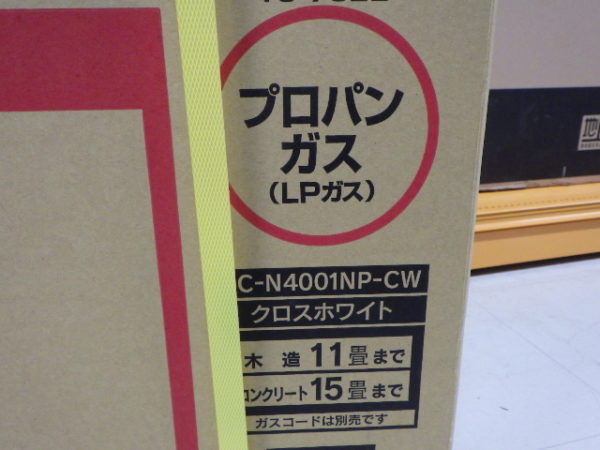 プロパン
ガス
(LPガス)
C-N4001NP-CW
クロスホワイト
木造 11畳まで
コンクリート 15畳まで
ガスコードは別売です